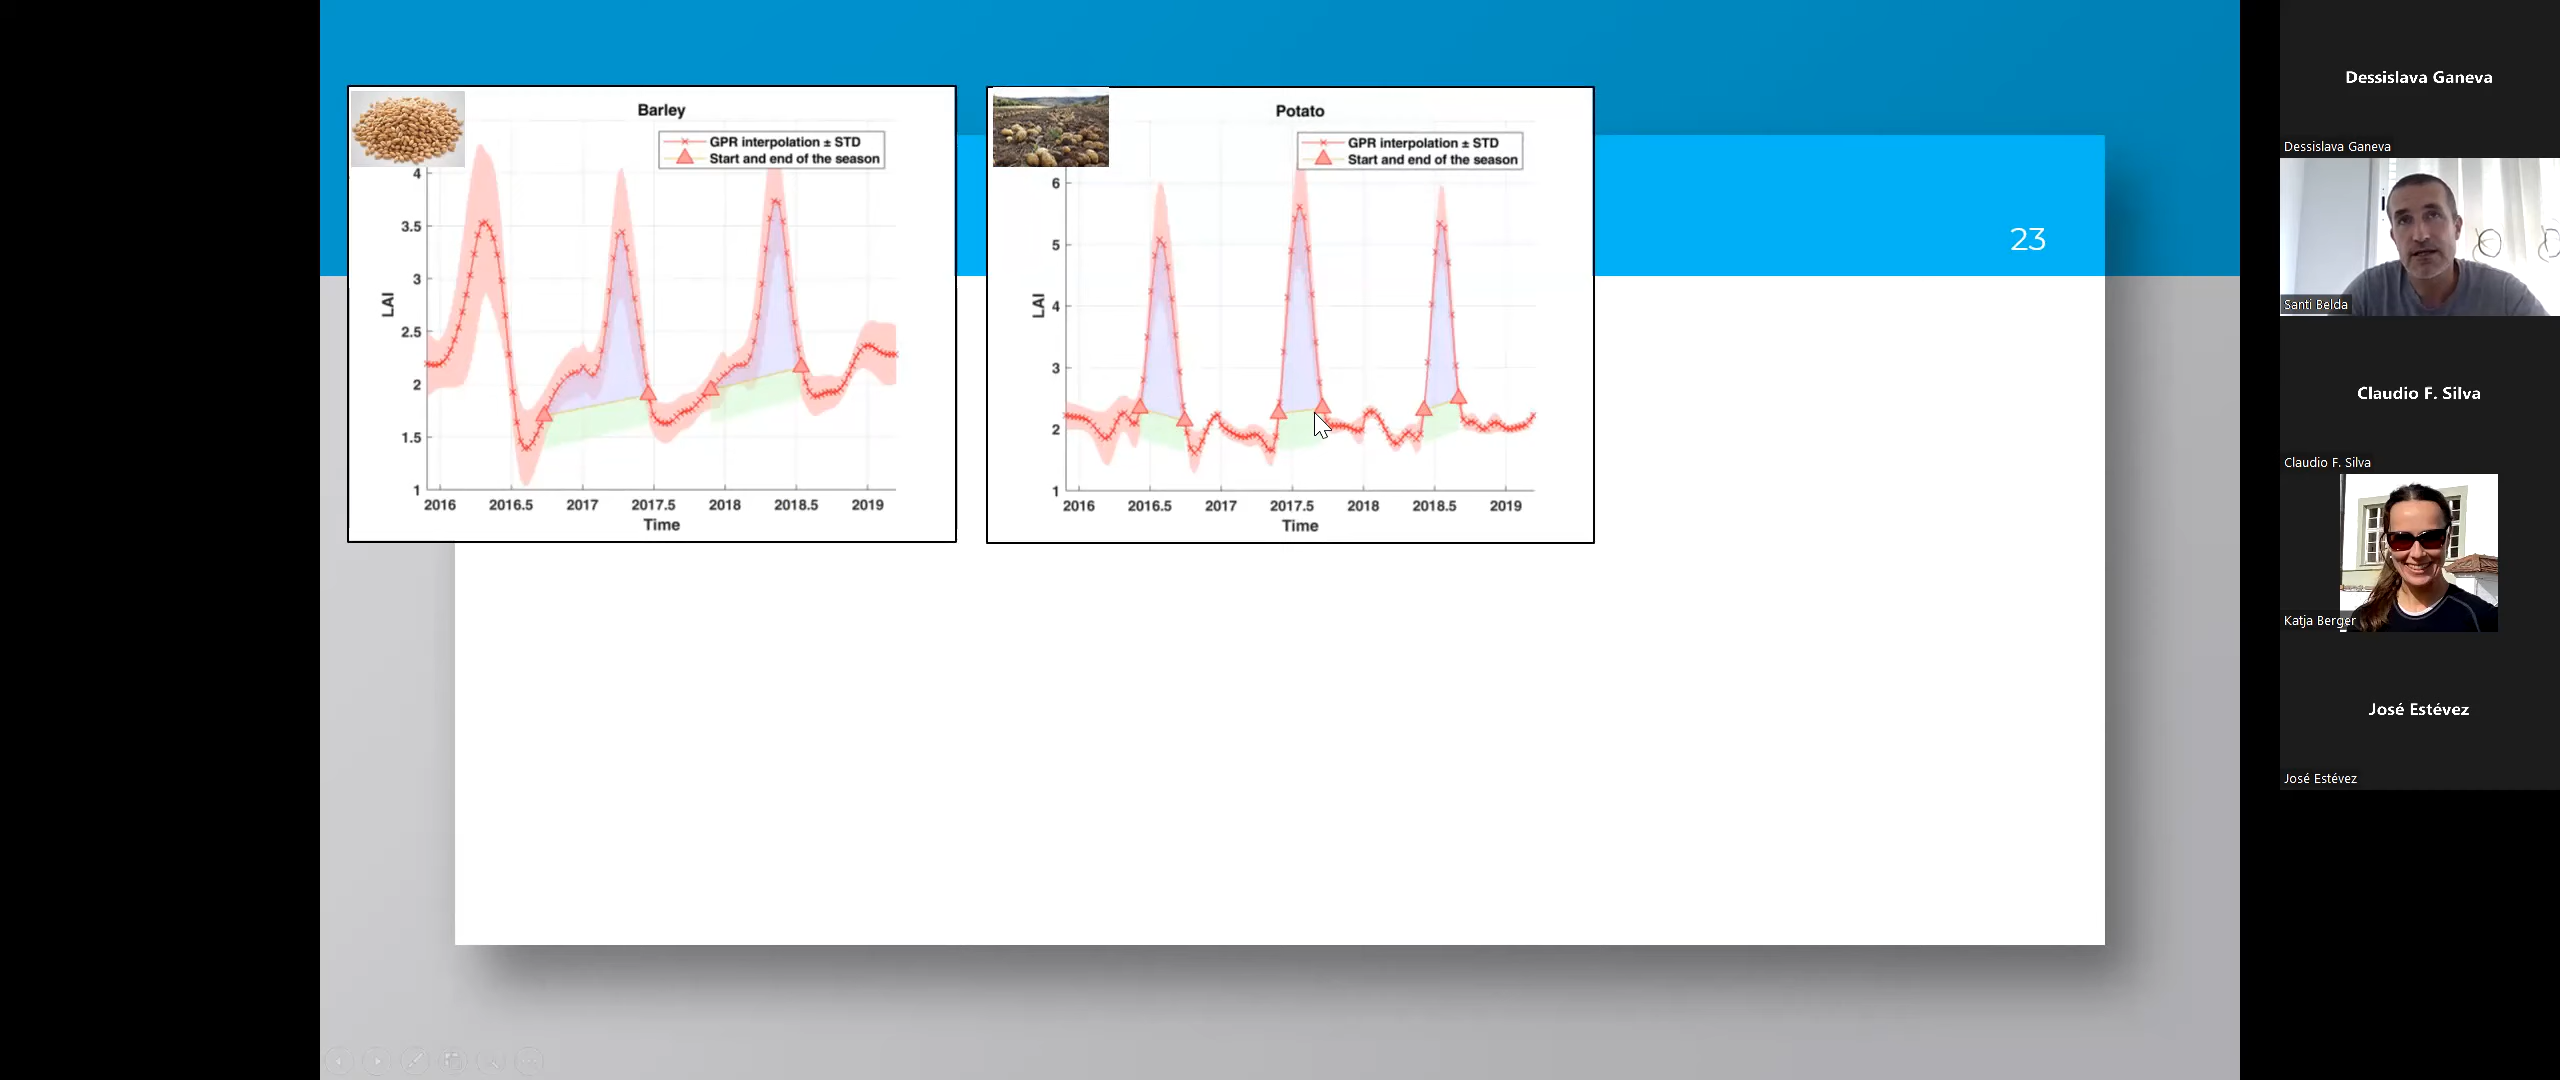 Barley
GPR interpolation ± STD
Start and end of the season
4
3.5
3
2.5
2
1.5
1
LAI
2016 2016.5 2017 2017.5 2018 2018.5 2019
Time
Potato
GPR interpolation ± STD
Start and end of the season
6
5
4
3
2
1
LAI
2016 2016.5 2017 2017.5 2018 2018.5 2019
Time
23
Dessislava Ganeva
Dessislava Ganeva
Santi Belda
Claudio F. Silva
Claudio F. Silva
Katja Berger
José Estévez
José Estévez